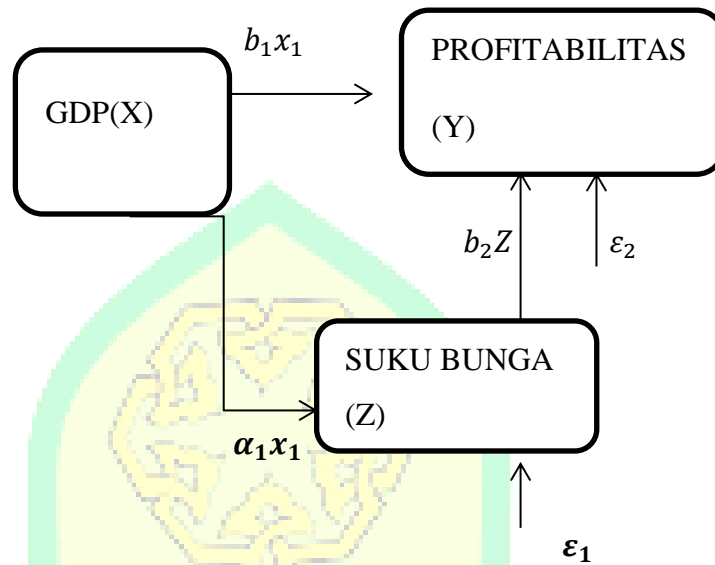 b₁x₁
PROFITABILITAS
(Y)
GDP(X)
b₂Z
ε₂
SUKU BUNGA
(Z)
α₁x₁
ε₁